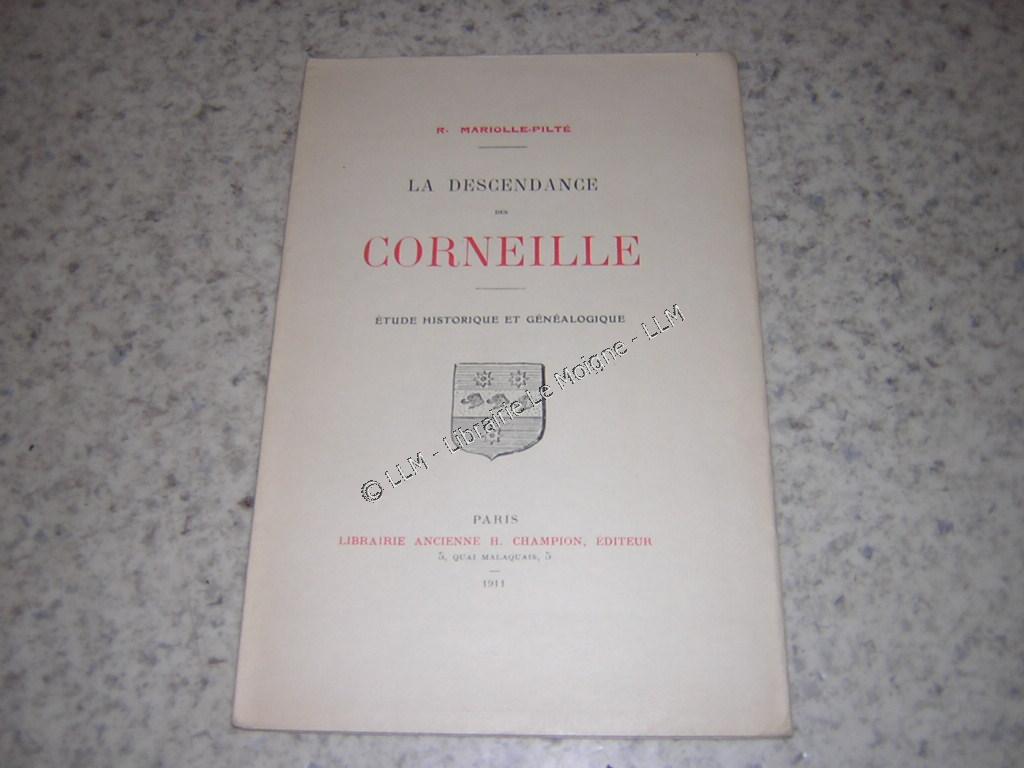 R. MARIOLLE-PILTÉ
LA DESCENDANCE
DES
CORNEILLE
ÉTUDE HISTORIQUE ET GÉNÉALOGIQUE
© LLM - Librairie Le Moigne - LLM
PARIS
LIBRAIRIE ANCIENNE H. CHAMPION, ÉDITEUR
5, QUAI MALAQUAIS, 5
1911